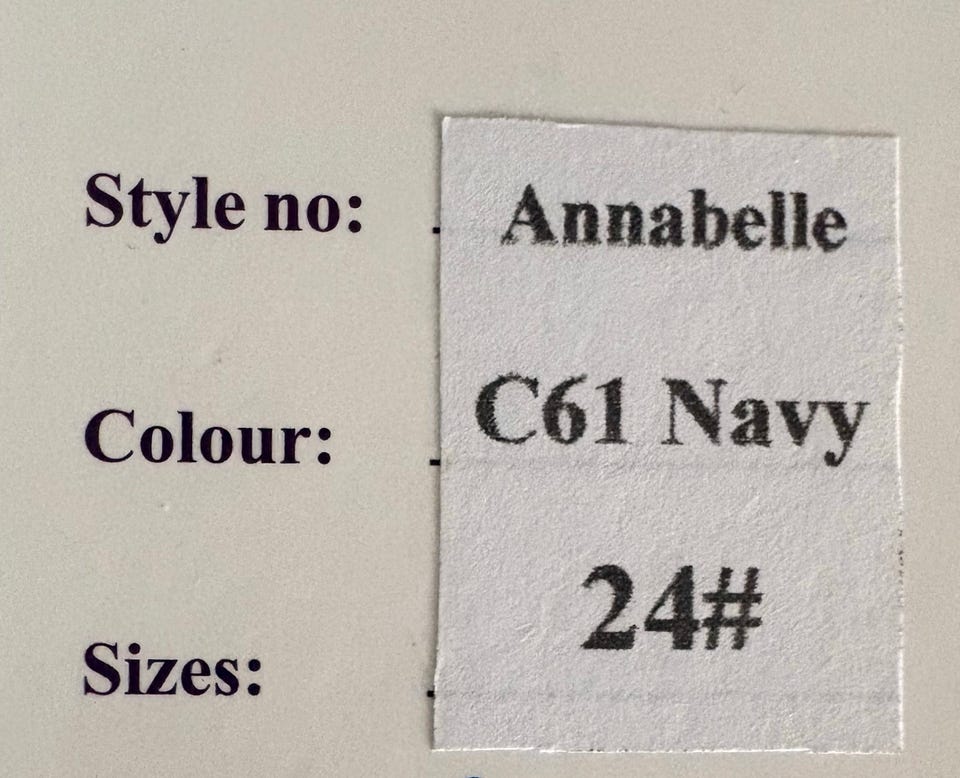 Style no: Annabelle
Colour: C61 Navy
Sizes: 24#